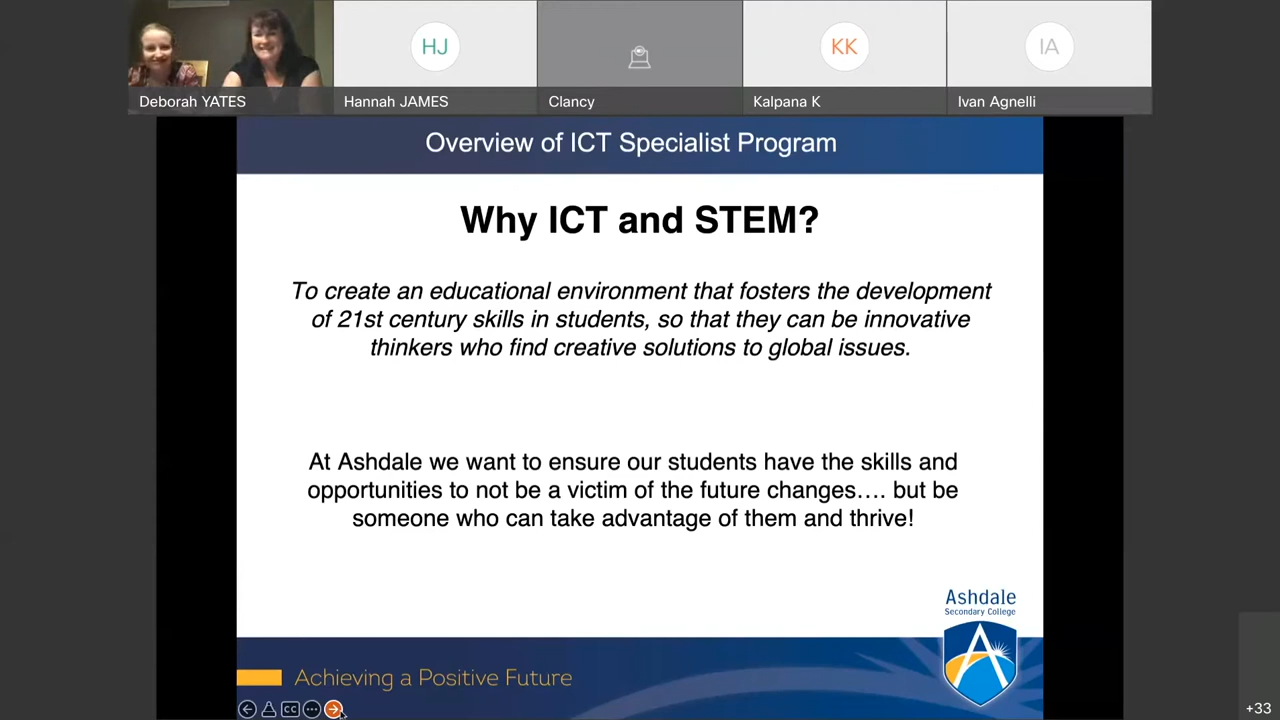 HJ
KK
IA
Deborah YATES
Hannah JAMES
Clancy
Kalpana K
Ivan Agnelli
Overview of ICT Specialist Program
Why ICT and STEM?
To create an educational environment that fosters the development
of 21st century skills in students, so that they can be innovative
thinkers who find creative solutions to global issues.
At Ashdale we want to ensure our students have the skills and
opportunities to not be a victim of the future changes…. but be
someone who can take advantage of them and thrive!
Ashdale
Secondary College
Achieving a Positive Future
CC
+33